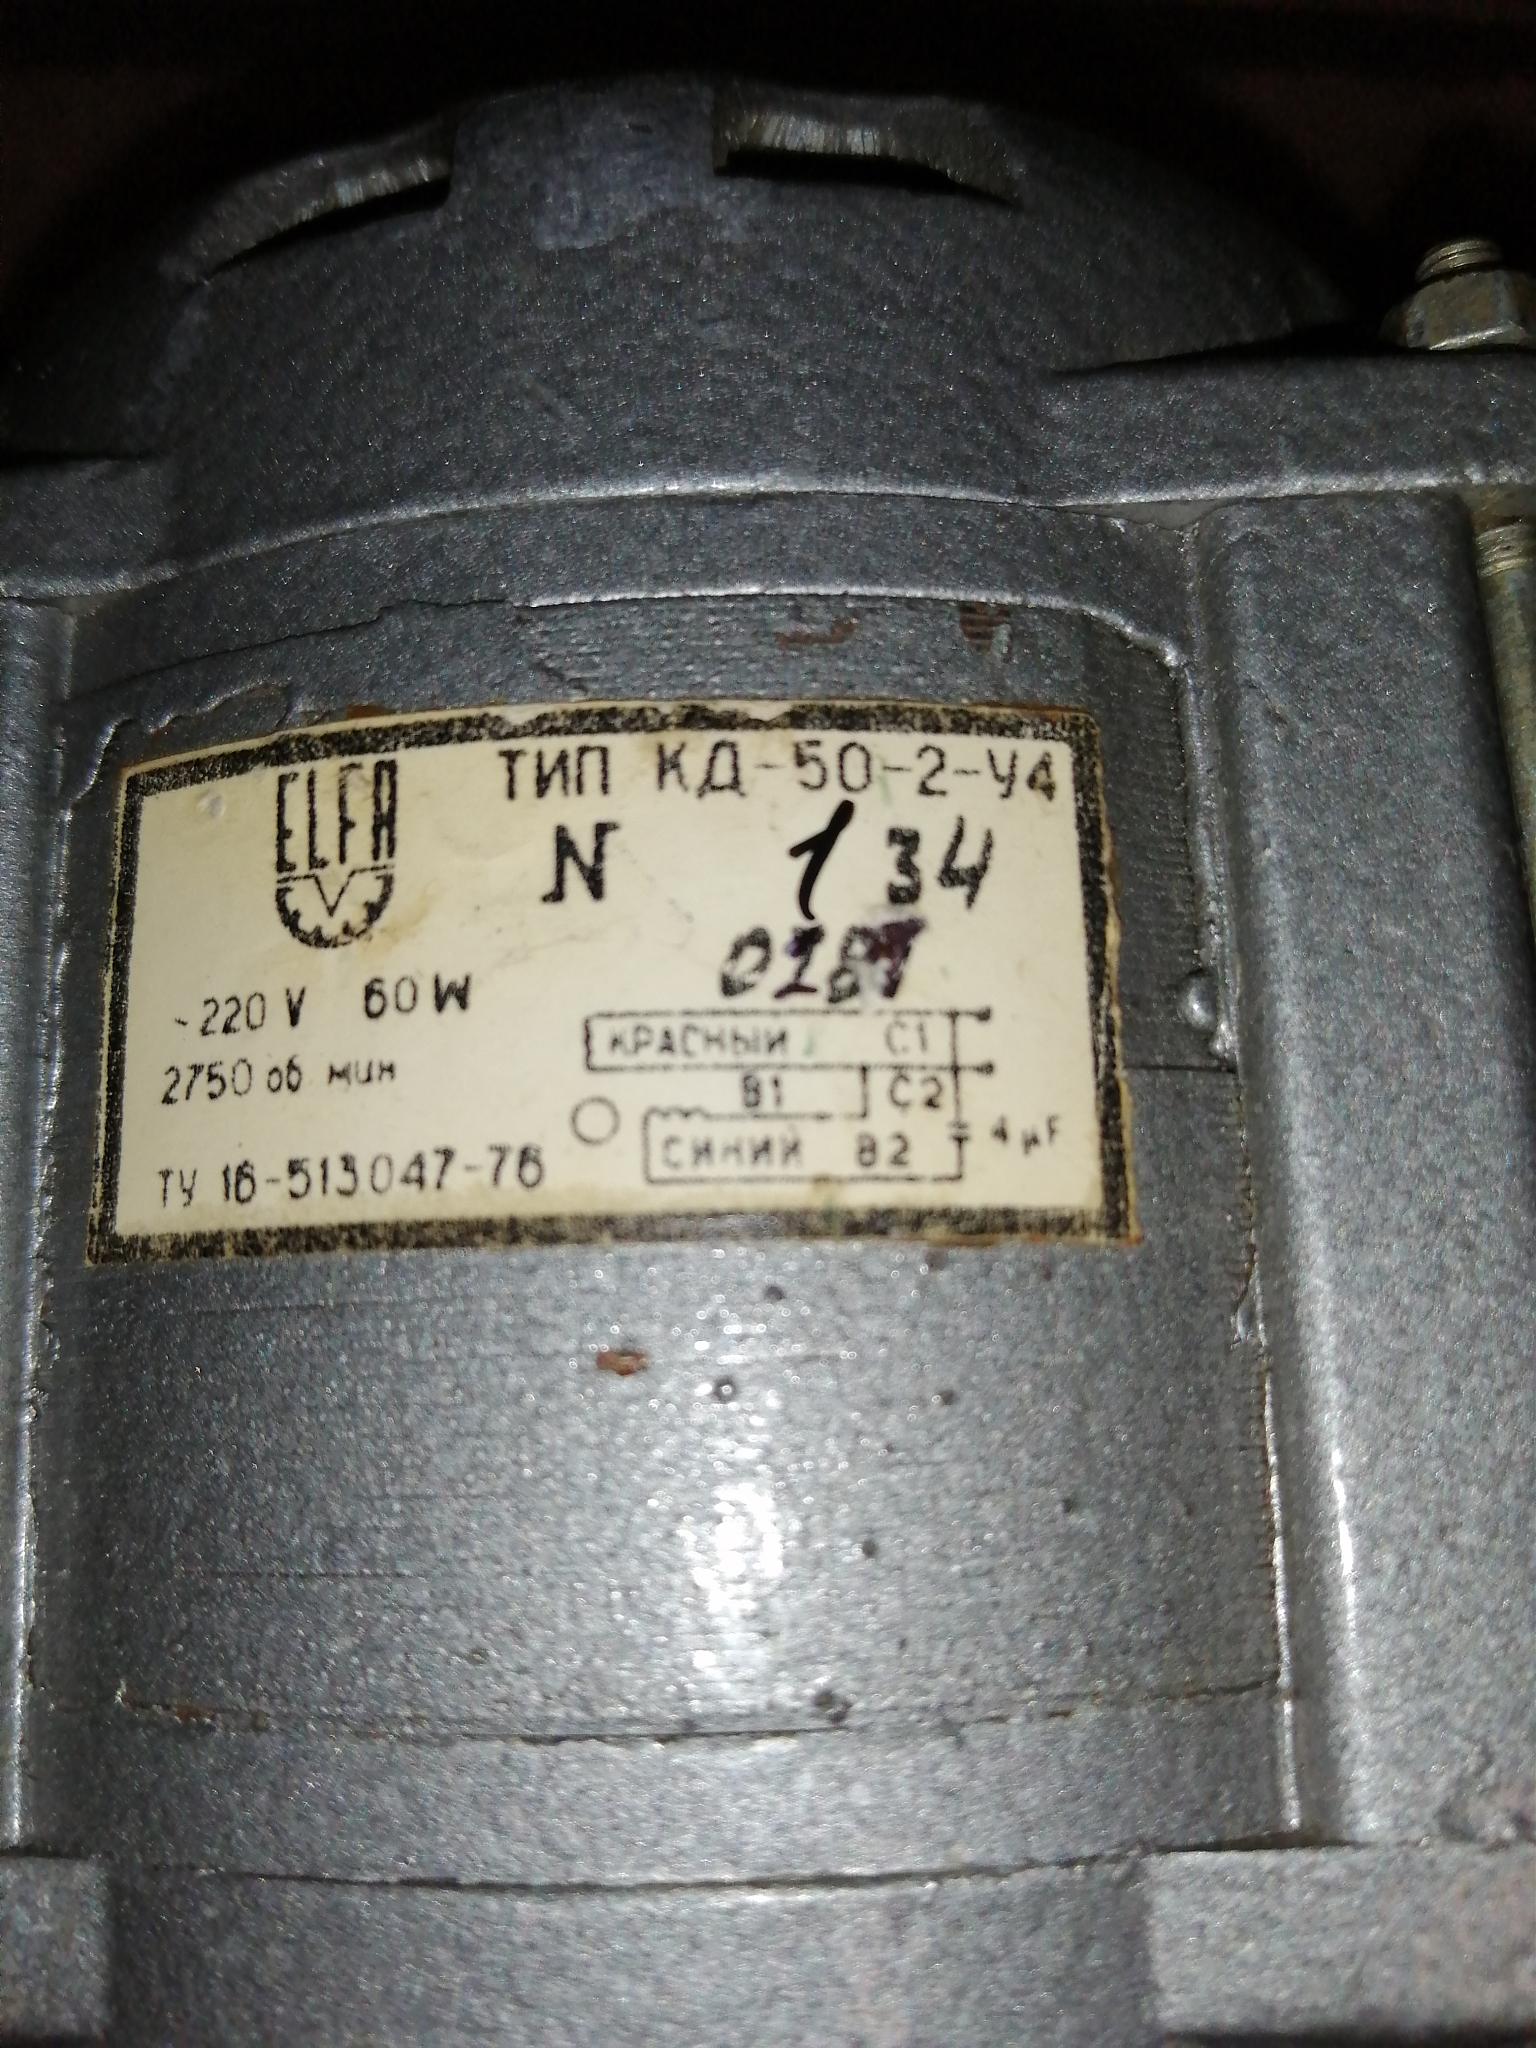 ELFA
ТИП КД-50-2-У4
N 1 34
0181
~220 V 60 W
2750 об мин
ТУ 16-513047-76
КРАСНЫЙ C1
B1 C2
СИНИЙ B2
4 µF